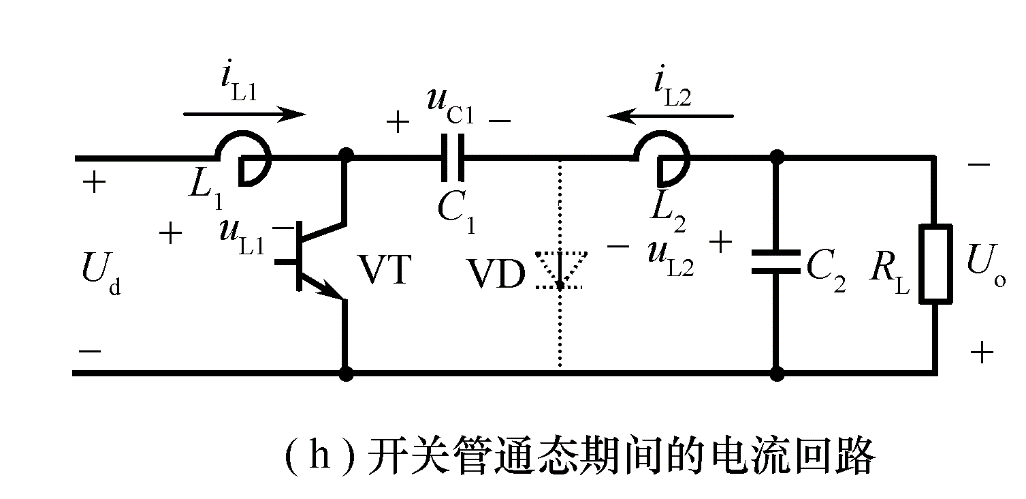 i_L1 + u_C1 − i_L2
+ L_1 C_1 L_2 −
+ u_L1 − VT VD − u_L2 + C_2 R_L U_o
U_d
− +
(h)开关管通态期间的电流回路